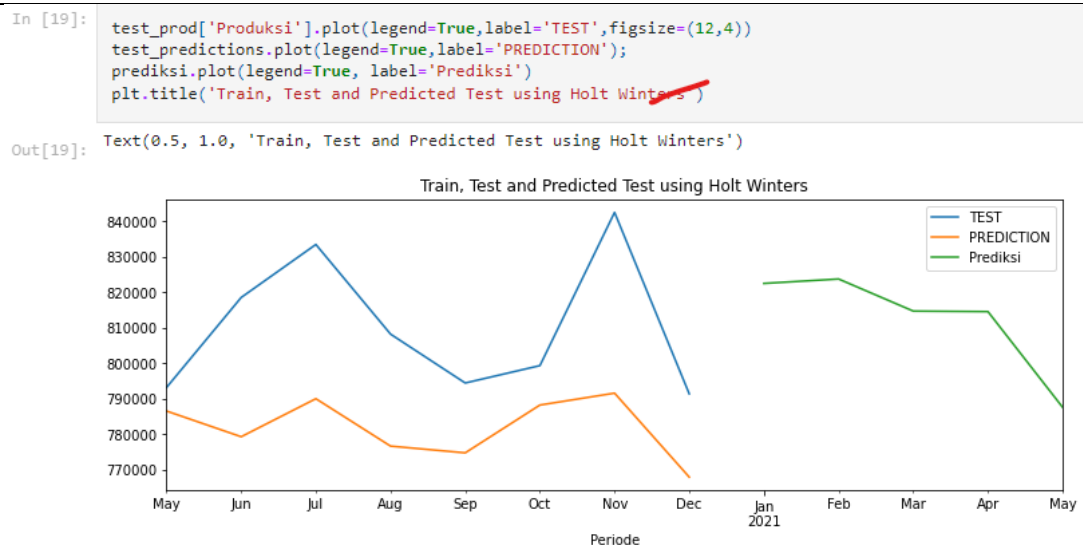 In [19]:
test_prod['Produksi'].plot(legend=True,label='TEST',figsize=(12,4))
test_predictions.plot(legend=True,label='PREDICTION');
prediksi.plot(legend=True, label='Prediksi')
plt.title('Train, Test and Predicted Test using Holt Winters')
Out[19]:
Text(0.5, 1.0, 'Train, Test and Predicted Test using Holt Winters')
Train, Test and Predicted Test using Holt Winters
TEST
PREDICTION
Prediksi
840000
830000
820000
810000
800000
790000
780000
770000
May Jun Jul Aug Sep Oct Nov Dec Jan Feb Mar Apr May
2021
Periode